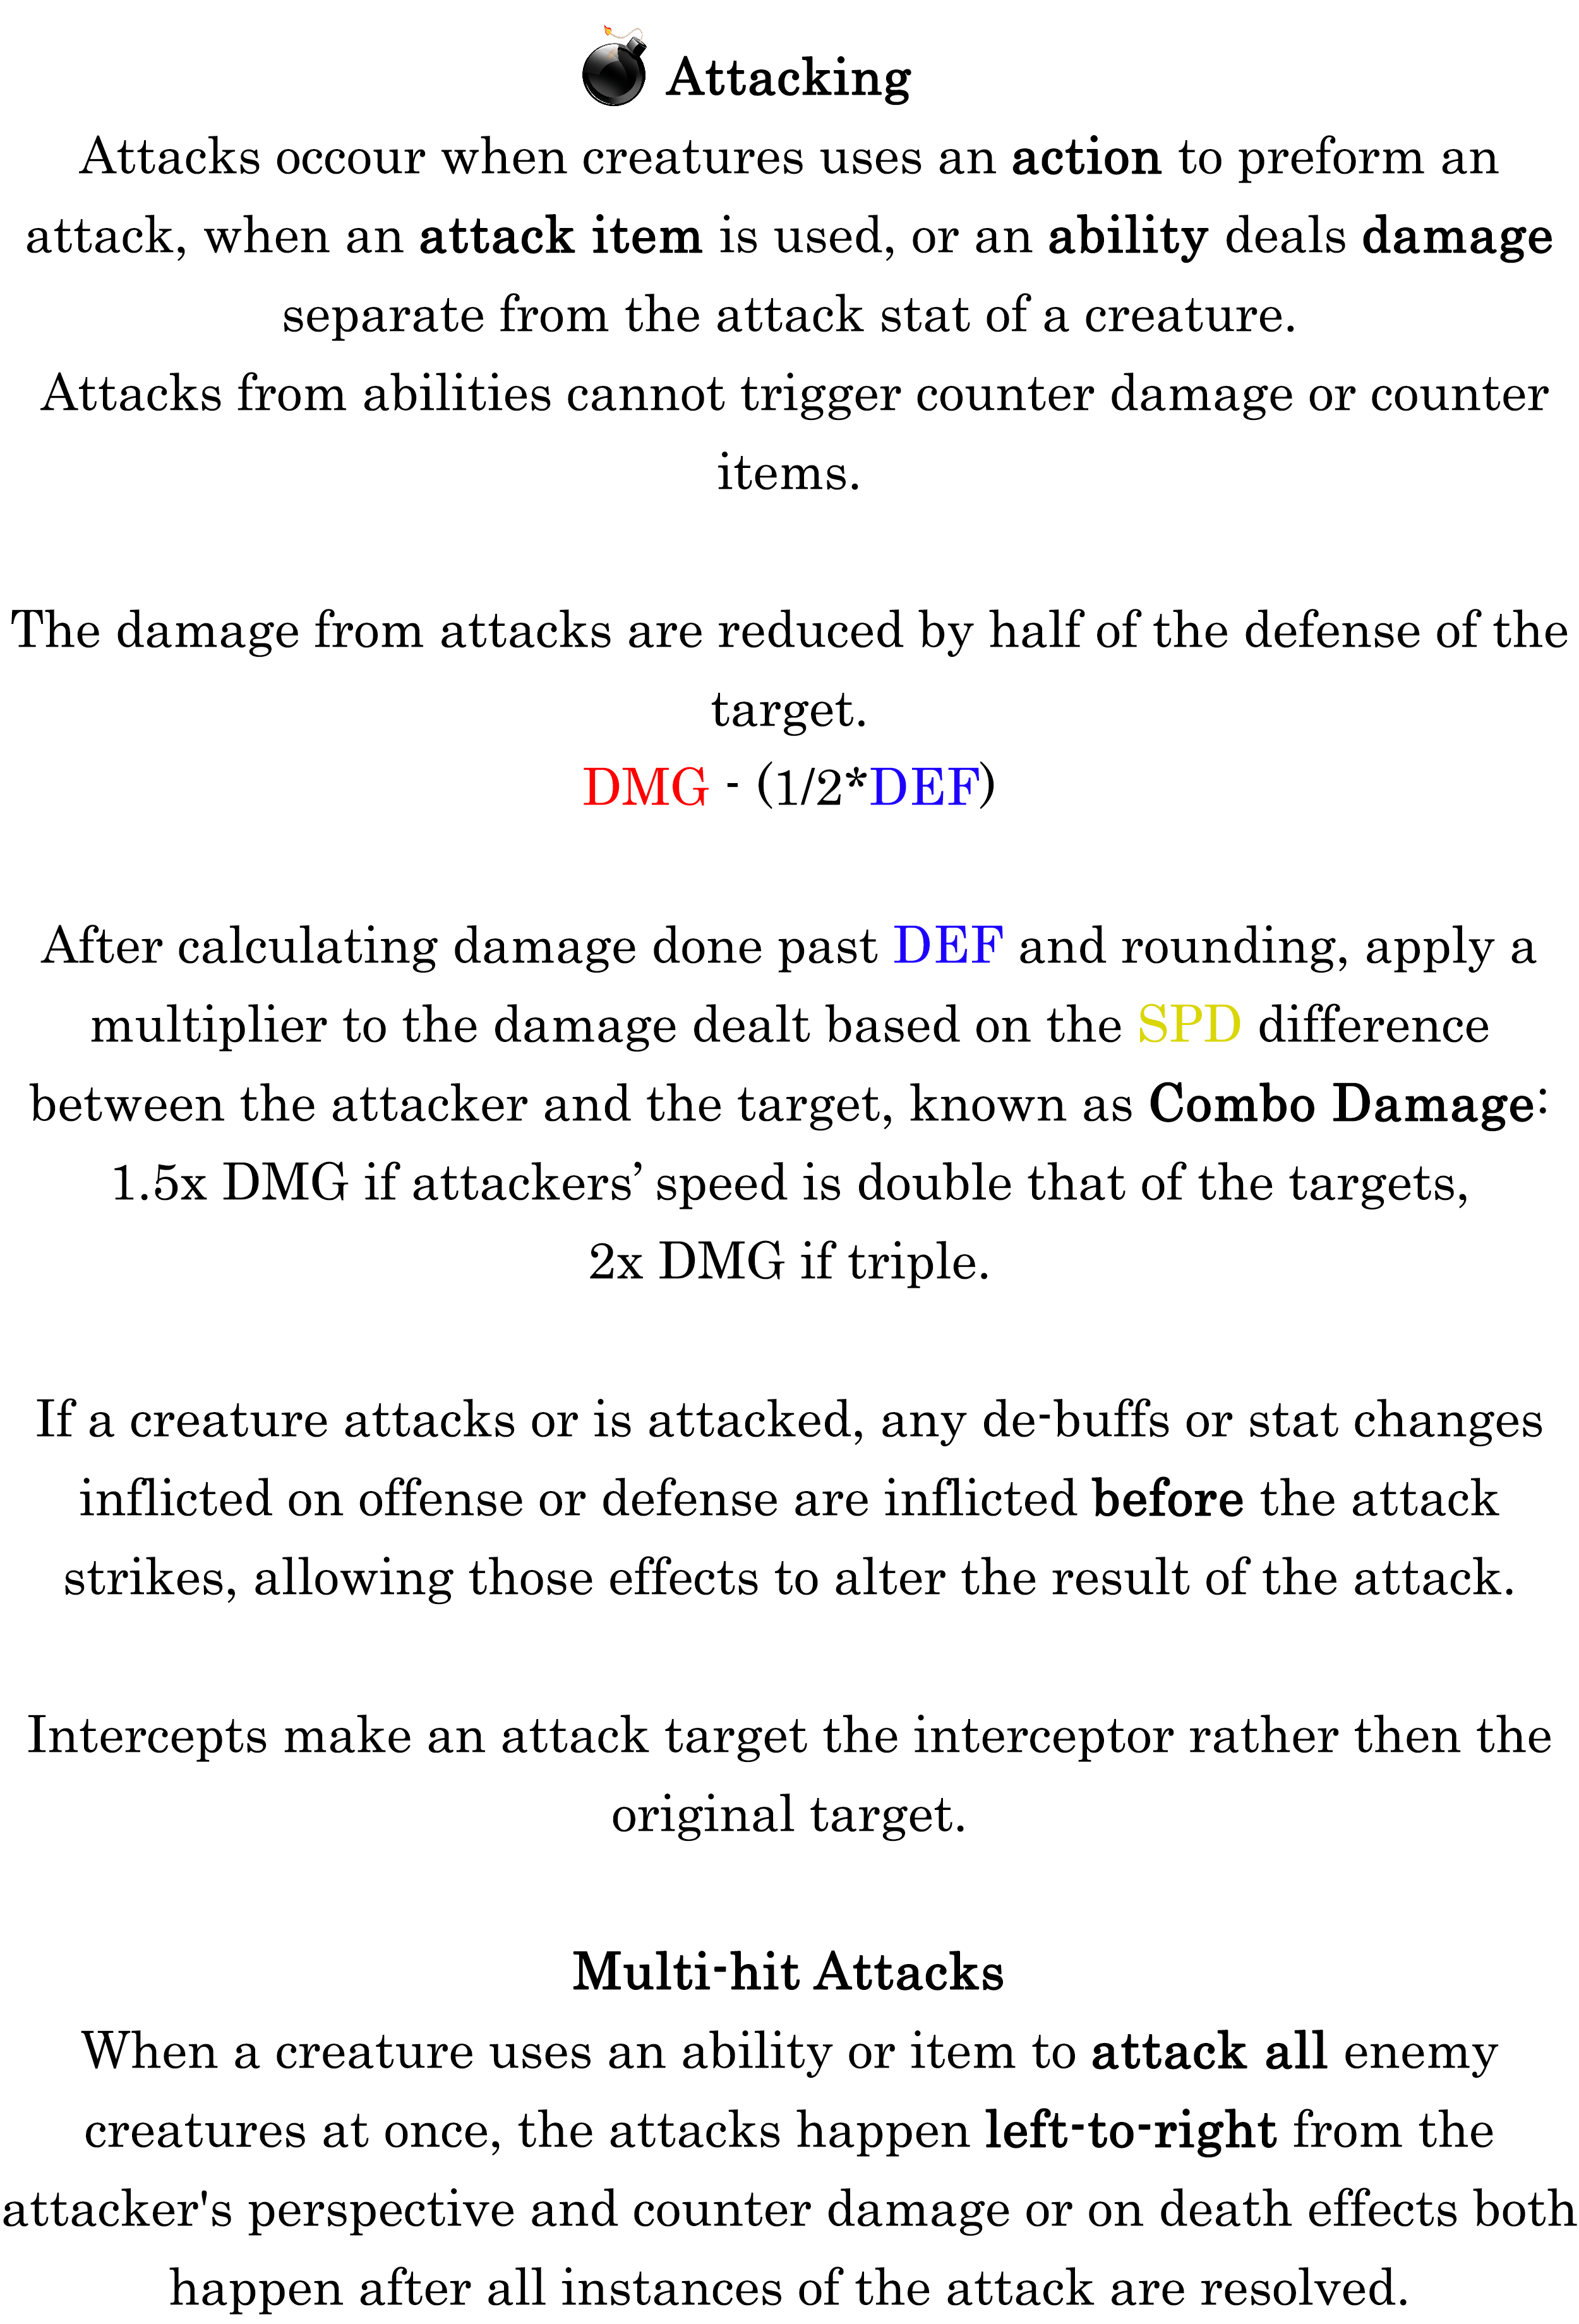 Attacking
Attacks occour when creatures uses an action to preform an
attack, when an attack item is used, or an ability deals damage
separate from the attack stat of a creature.
Attacks from abilities cannot trigger counter damage or counter
items.
The damage from attacks are reduced by half of the defense of the
target.
DMG - (1/2*DEF)
After calculating damage done past DEF and rounding, apply a
multiplier to the damage dealt based on the SPD difference
between the attacker and the target, known as Combo Damage:
1.5x DMG if attackers’ speed is double that of the targets,
2x DMG if triple.
If a creature attacks or is attacked, any de-buffs or stat changes
inflicted on offense or defense are inflicted before the attack
strikes, allowing those effects to alter the result of the attack.
Intercepts make an attack target the interceptor rather then the
original target.
Multi-hit Attacks
When a creature uses an ability or item to attack all enemy
creatures at once, the attacks happen left-to-right from the
attacker's perspective and counter damage or on death effects both
happen after all instances of the attack are resolved.